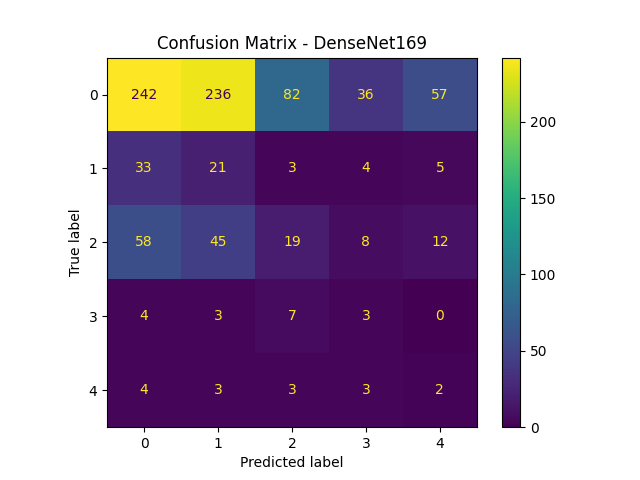 Confusion Matrix - DenseNet169
0 242 236 82 36 57
1 33 21 3 4 5
2 58 45 19 8 12
3 4 3 7 3 0
4 4 3 3 3 2
0 1 2 3 4
Predicted label
True label
200
150
100
50
0